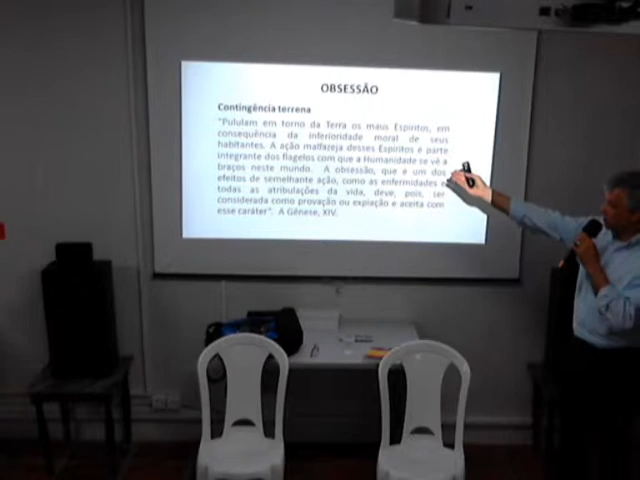 OBSESSÃO
Contingência terrena
"Pululam em torno da Terra os maus Espíritos, em
consequência da inferioridade moral de seus
habitantes. A ação malfazeja desses Espíritos é parte
integrante dos flagelos com que a Humanidade se vê a
braços neste mundo. A obsessão, que é um dos
efeitos de semelhante ação, como as enfermidades e
todas as atribulações da vida, deve, pois, ser
considerada como provação ou expiação e aceita com
esse caráter". A Gênese, XIV.